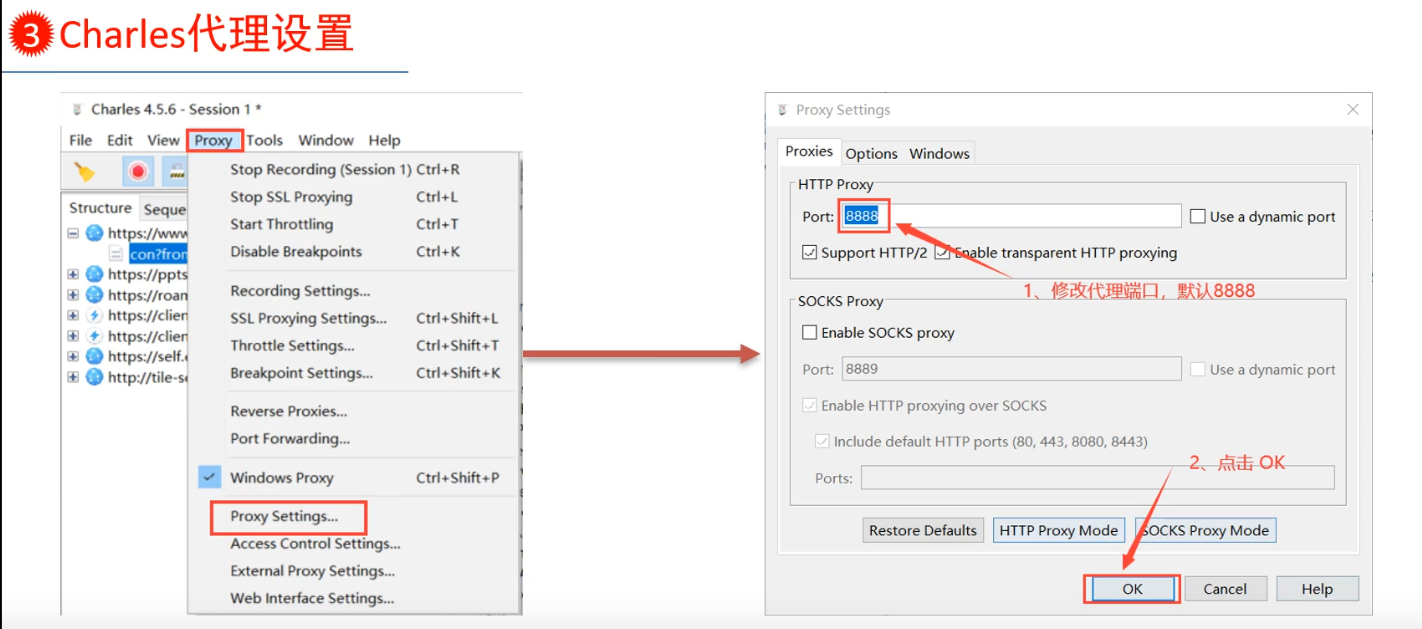 3 Charles代理设置
Charles 4.5.6 - Session 1 *
File Edit View Proxy Tools Window Help
Stop Recording (Session 1) Ctrl+R
Stop SSL Proxying Ctrl+L
Start Throttling Ctrl+T
Disable Breakpoints Ctrl+K
Recording Settings...
SSL Proxying Settings... Ctrl+Shift+L
Throttle Settings... Ctrl+Shift+T
Breakpoint Settings... Ctrl+Shift+K
Reverse Proxies...
Port Forwarding...
Windows Proxy Ctrl+Shift+P
Proxy Settings...
Access Control Settings...
External Proxy Settings...
Web Interface Settings...
Structure Seque
https://www
con?from
https://ppts
https://roan
https://clien
https://clien
https://self.
http://tile-s
Proxy Settings
Proxies Options Windows
HTTP Proxy
Port: 8888 Use a dynamic port
Support HTTP/2 Enable transparent HTTP proxying
1、修改代理端口，默认8888
SOCKS Proxy
Enable SOCKS proxy
Port: 8889 Use a dynamic port
Enable HTTP proxying over SOCKS
Include default HTTP ports (80, 443, 8080, 8443)
2、点击 OK
Ports:
Restore Defaults HTTP Proxy Mode SOCKS Proxy Mode
OK Cancel Help